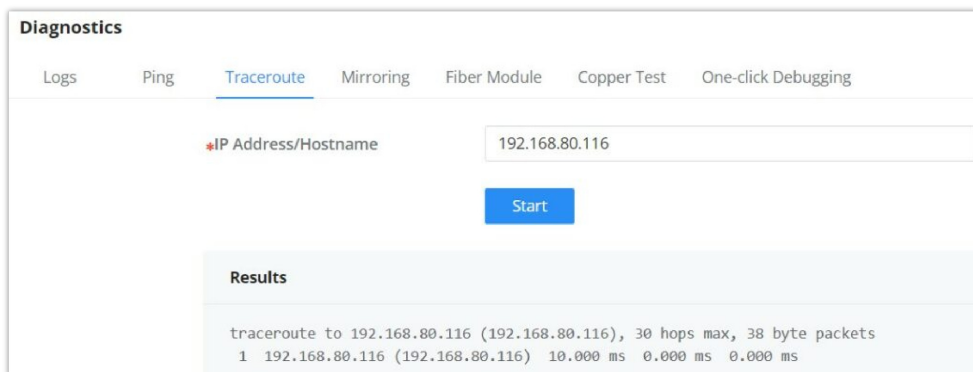 Diagnostics
Logs Ping Traceroute Mirroring Fiber Module Copper Test One-click Debugging
*IP Address/Hostname 192.168.80.116
Start
Results
traceroute to 192.168.80.116 (192.168.80.116), 30 hops max, 38 byte packets
1 192.168.80.116 (192.168.80.116) 10.000 ms 0.000 ms 0.000 ms